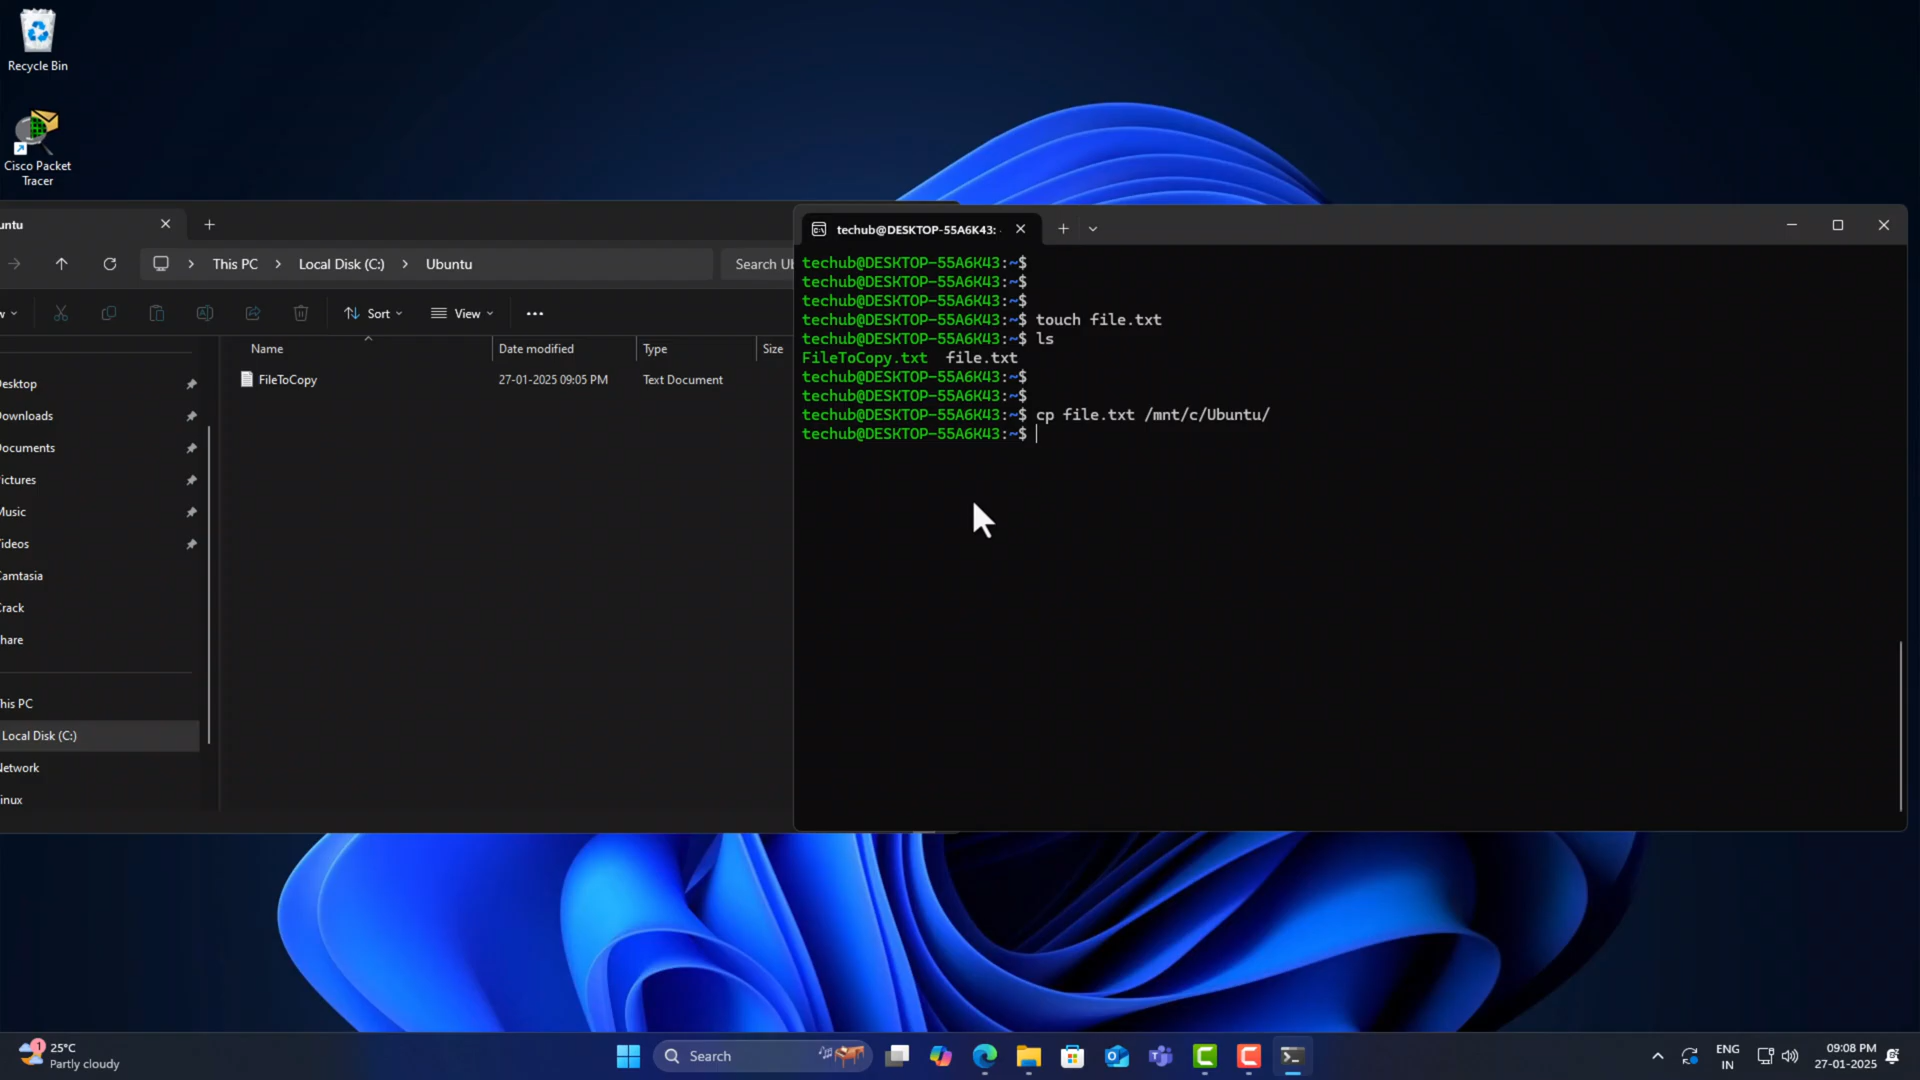 Recycle Bin
Cisco Packet
Tracer
untu
This PC
Local Disk (C:)
Ubuntu
Search Ub
w
Sort
View
Name
Date modified
Type
Size
FileToCopy
27-01-2025 09:05 PM
Text Document
esktop
ownloads
ocuments
ictures
Music
ideos
amtasia
rack
hare
his PC
Local Disk (C:)
Network
inux
techub@DESKTOP-55A6K43: 
techub@DESKTOP-55A6K43:~$
techub@DESKTOP-55A6K43:~$
techub@DESKTOP-55A6K43:~$
techub@DESKTOP-55A6K43:~$ touch file.txt
techub@DESKTOP-55A6K43:~$ ls
FileToCopy.txt  file.txt
techub@DESKTOP-55A6K43:~$
techub@DESKTOP-55A6K43:~$
techub@DESKTOP-55A6K43:~$ cp file.txt /mnt/c/Ubuntu/
techub@DESKTOP-55A6K43:~$
1
25°C
Partly cloudy
Search
ENG
IN
09:08 PM
27-01-2025